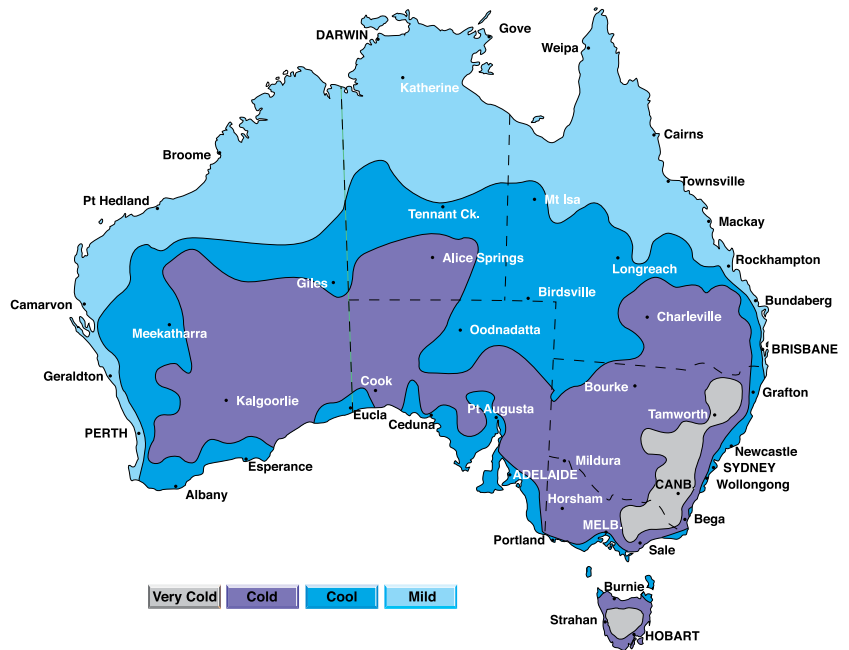 DARWIN
Gove
Weipa
Katherine
Cairns
Broome
Townsville
Pt Hedland
Mt Isa
Tennant Ck.
Mackay
Alice Springs
Rockhampton
Longreach
Giles
Birdsville
Camarvon
Bundaberg
Charleville
Meekatharra
Oodnadatta
BRISBANE
Geraldton
Cook
Bourke
Grafton
Kalgoorlie
Pt Augusta
Tamworth
Eucla
Ceduna
PERTH
Newcastle
Mildura
Esperance
SYDNEY
ADELAIDE
CANB.
Wollongong
Albany
Horsham
Bega
MELB.
Portland
Sale
Burnie
Very Cold
Cold
Cool
Mild
Strahan
HOBART